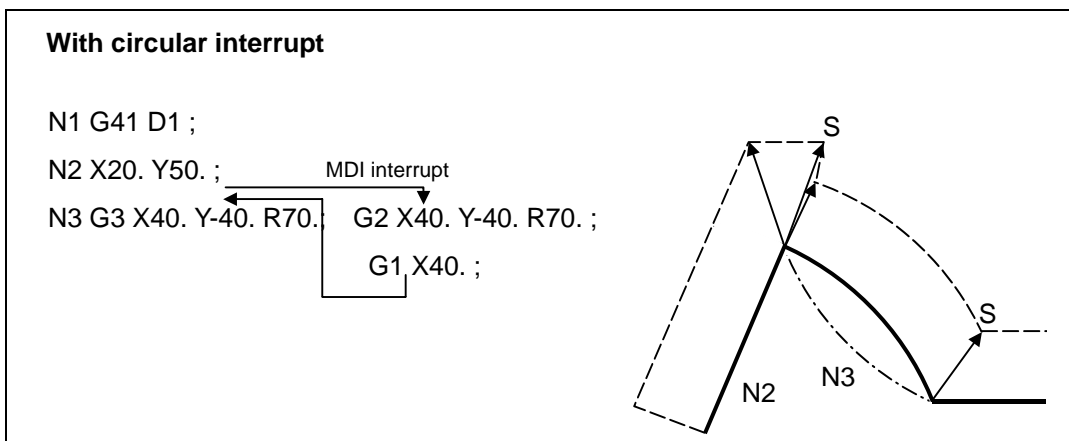 With circular interrupt
N1 G41 D1 ;
N2 X20. Y50. ;
MDI interrupt
N3 G3 X40. Y-40. R70.;
G2 X40. Y-40. R70. ;
G1 X40. ;
S
S
N3
N2